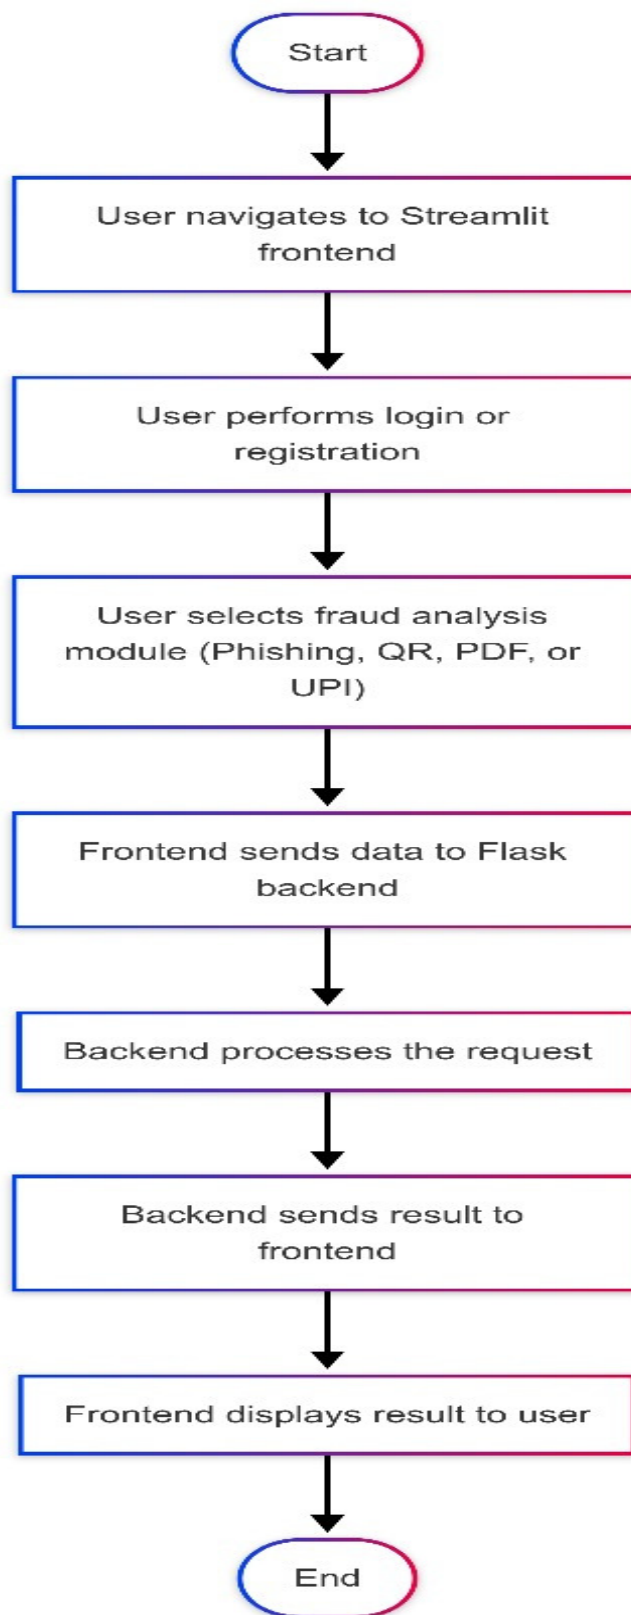 Start
User navigates to Streamlit
frontend
User performs login or
registration
User selects fraud analysis
module (Phishing, QR, PDF, or
UPI)
Frontend sends data to Flask
backend
Backend processes the request
Backend sends result to
frontend
Frontend displays result to user
End